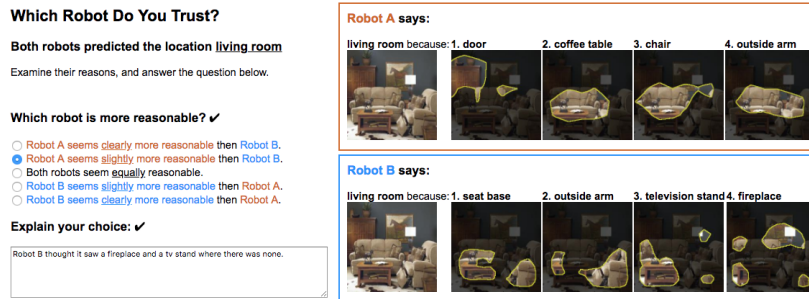 Which Robot Do You Trust?
Both robots predicted the location living room
Examine their reasons, and answer the question below.
Which robot is more reasonable? ✔
Robot A seems clearly more reasonable then Robot B.
Robot A seems slightly more reasonable then Robot B.
Both robots seem equally reasonable.
Robot B seems slightly more reasonable then Robot A.
Robot B seems clearly more reasonable then Robot A.
Explain your choice: ✔
Robot B thought it saw a fireplace and a tv stand where there was none.
Robot A says:
living room because: 1. door 2. coffee table 3. chair 4. outside arm
Robot B says:
living room because: 1. seat base 2. outside arm 3. television stand 4. fireplace